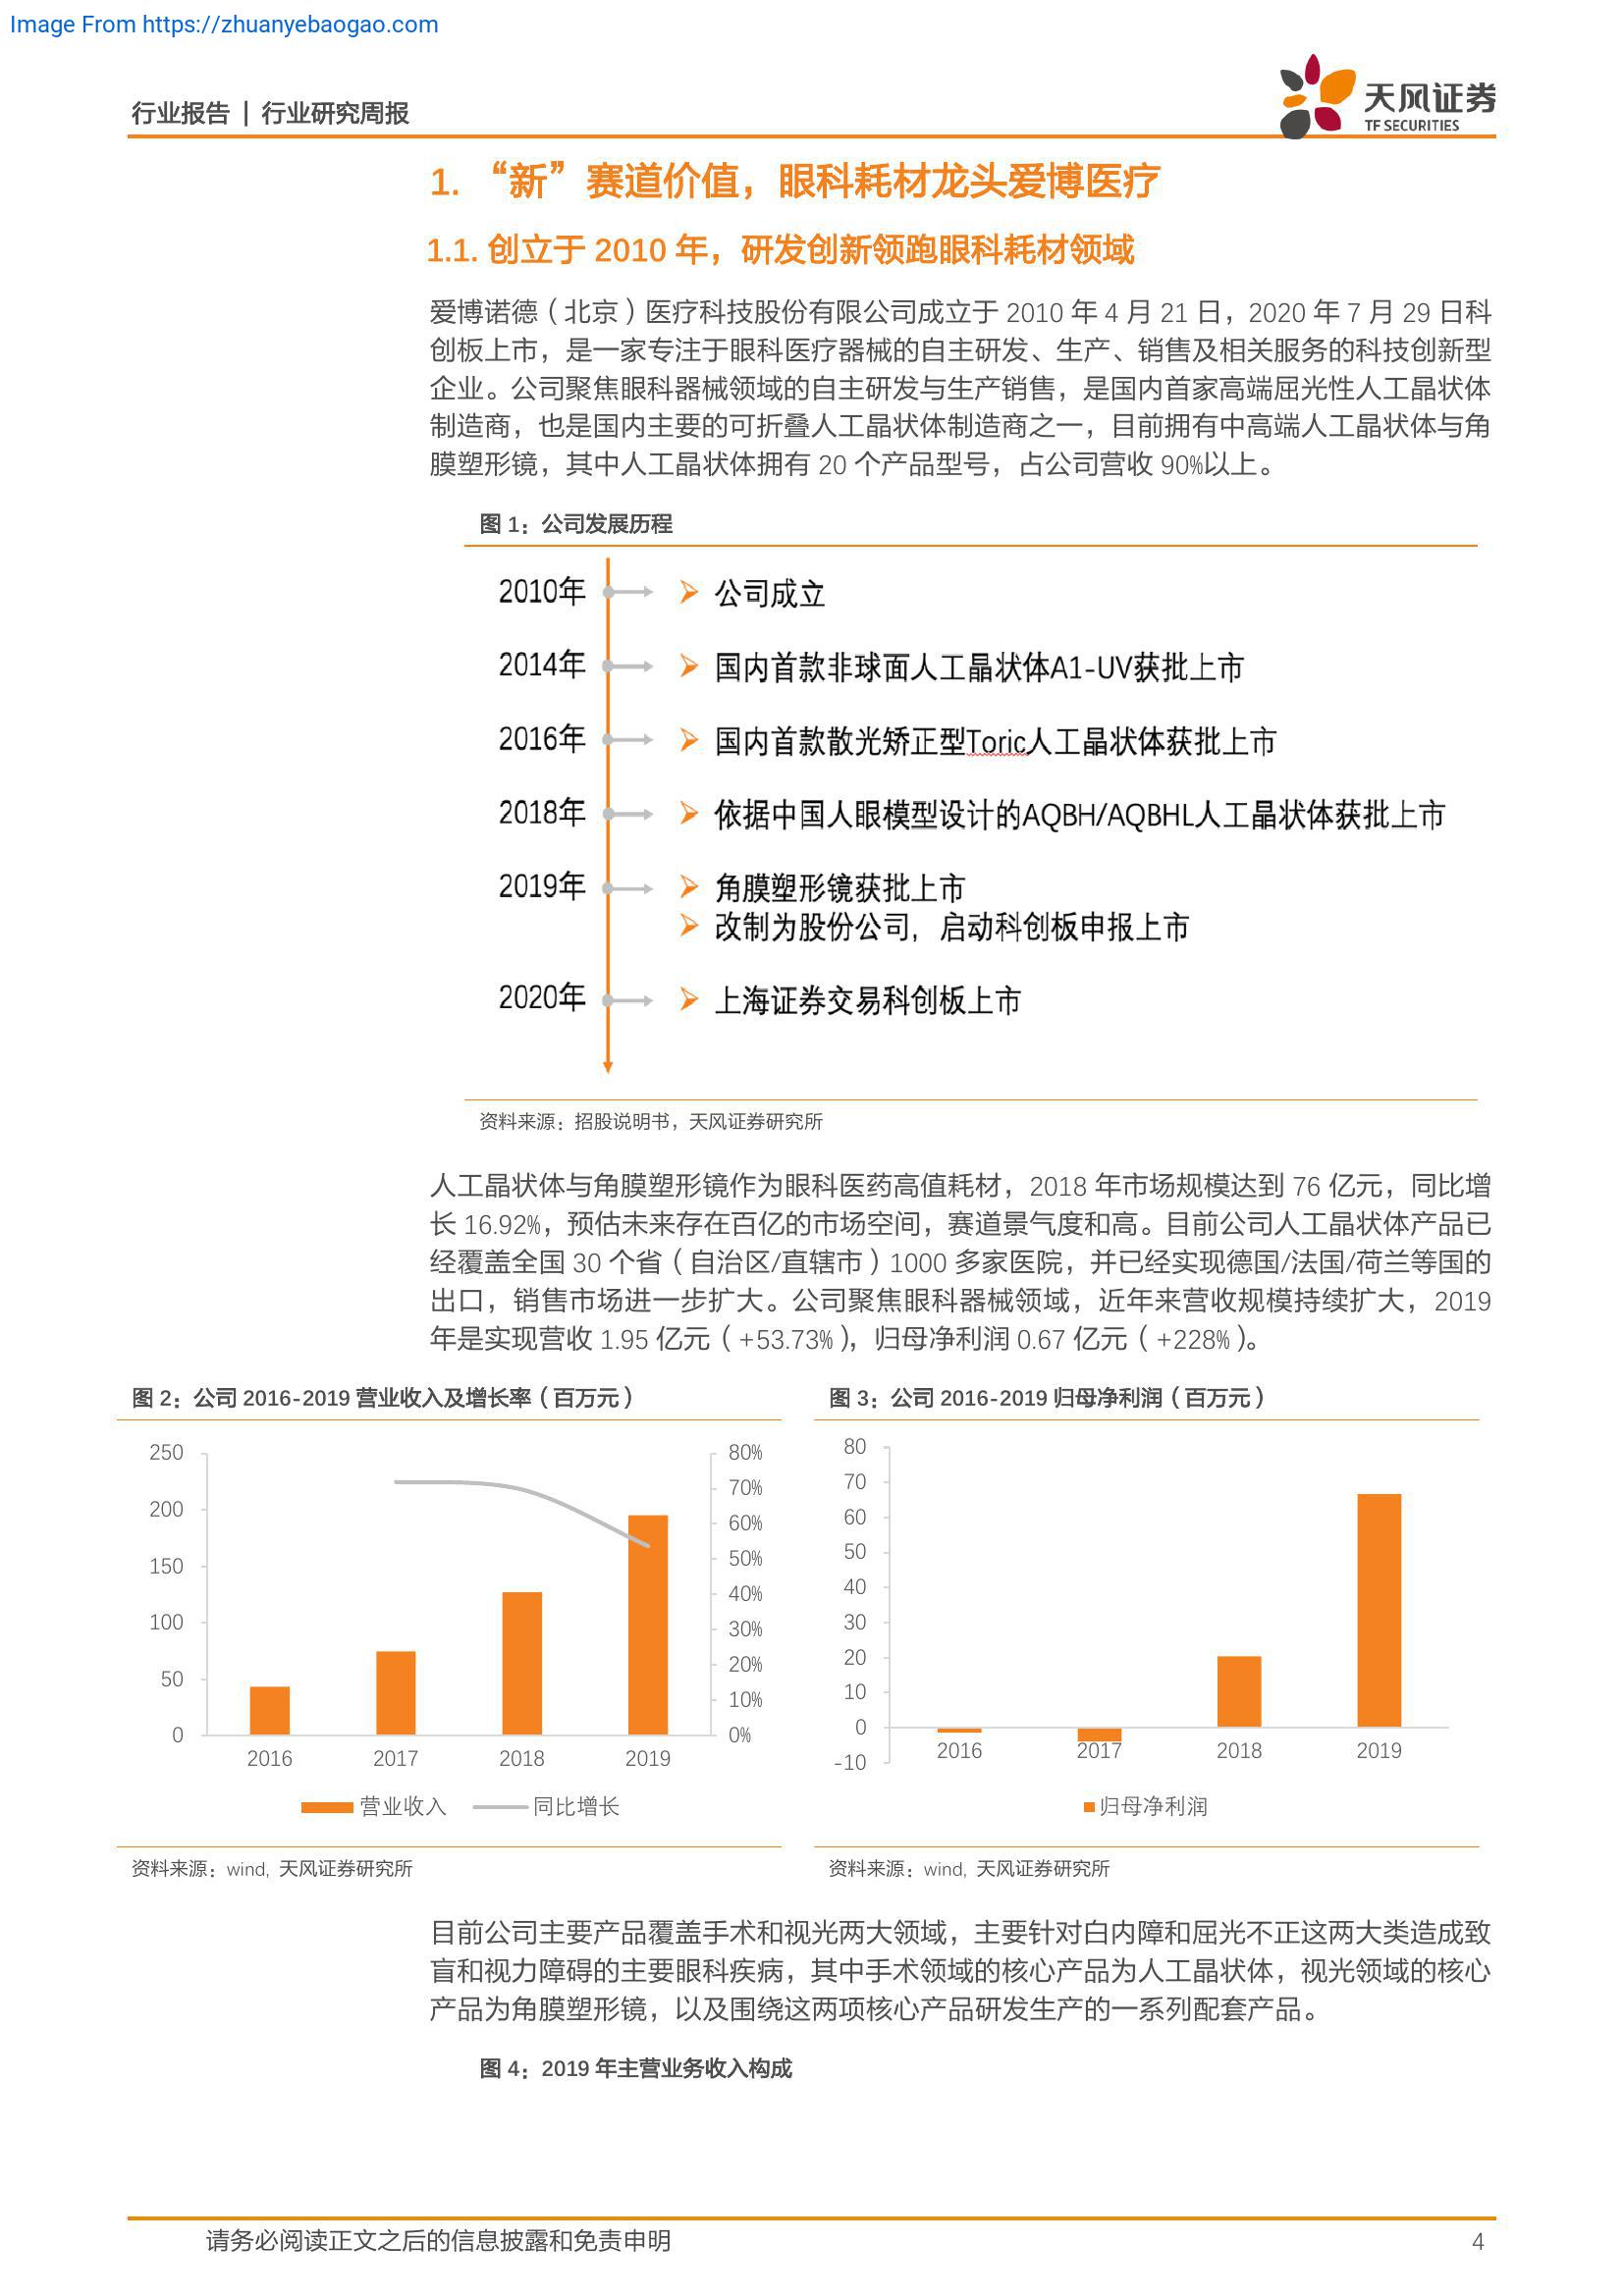 Image From https://zhuanyebaogao.com
行业报告 | 行业研究周报
天风证券
TF SECURITIES
1. “新”赛道价值，眼科耗材龙头爱博医疗
1.1. 创立于 2010 年，研发创新领跑眼科耗材领域
爱博诺德（北京）医疗科技股份有限公司成立于 2010 年 4 月 21 日，2020 年 7 月 29 日科
创板上市，是一家专注于眼科医疗器械的自主研发、生产、销售及相关服务的科技创新型
企业。公司聚焦眼科器械领域的自主研发与生产销售，是国内首家高端屈光性人工晶状体
制造商，也是国内主要的可折叠人工晶状体制造商之一，目前拥有中高端人工晶状体与角
膜塑形镜，其中人工晶状体拥有 20 个产品型号，占公司营收 90%以上。
图 1：公司发展历程
2010年 公司成立
2014年 国内首款非球面人工晶状体A1-UV获批上市
2016年 国内首款散光矫正型Toric人工晶状体获批上市
2018年 依据中国人眼模型设计的AQBH/AQBHL人工晶状体获批上市
2019年 角膜塑形镜获批上市
改制为股份公司，启动科创板申报上市
2020年 上海证券交易科创板上市
资料来源：招股说明书，天风证券研究所
人工晶状体与角膜塑形镜作为眼科医药高值耗材，2018 年市场规模达到 76 亿元，同比增
长 16.92%，预估未来存在百亿的市场空间，赛道景气度和高。目前公司人工晶状体产品已
经覆盖全国 30 个省（自治区/直辖市）1000 多家医院，并已经实现德国/法国/荷兰等国的
出口，销售市场进一步扩大。公司聚焦眼科器械领域，近年来营收规模持续扩大，2019
年是实现营收 1.95 亿元（+53.73%），归母净利润 0.67 亿元（+228%）。
图 2：公司 2016-2019 营业收入及增长率（百万元）
250
200
150
100
50
0
80%
70%
60%
50%
40%
30%
20%
10%
0%
2016 2017 2018 2019
营业收入 同比增长
资料来源：wind, 天风证券研究所
图 3：公司 2016-2019 归母净利润（百万元）
80
70
60
50
40
30
20
10
0
-10
2016 2017 2018 2019
归母净利润
资料来源：wind, 天风证券研究所
目前公司主要产品覆盖手术和视光两大领域，主要针对白内障和屈光不正这两大类造成致
盲和视力障碍的主要眼科疾病，其中手术领域的核心产品为人工晶状体，视光领域的核心
产品为角膜塑形镜，以及围绕这两项核心产品研发生产的一系列配套产品。
图 4：2019 年主营业务收入构成
请务必阅读正文之后的信息披露和免责申明
4